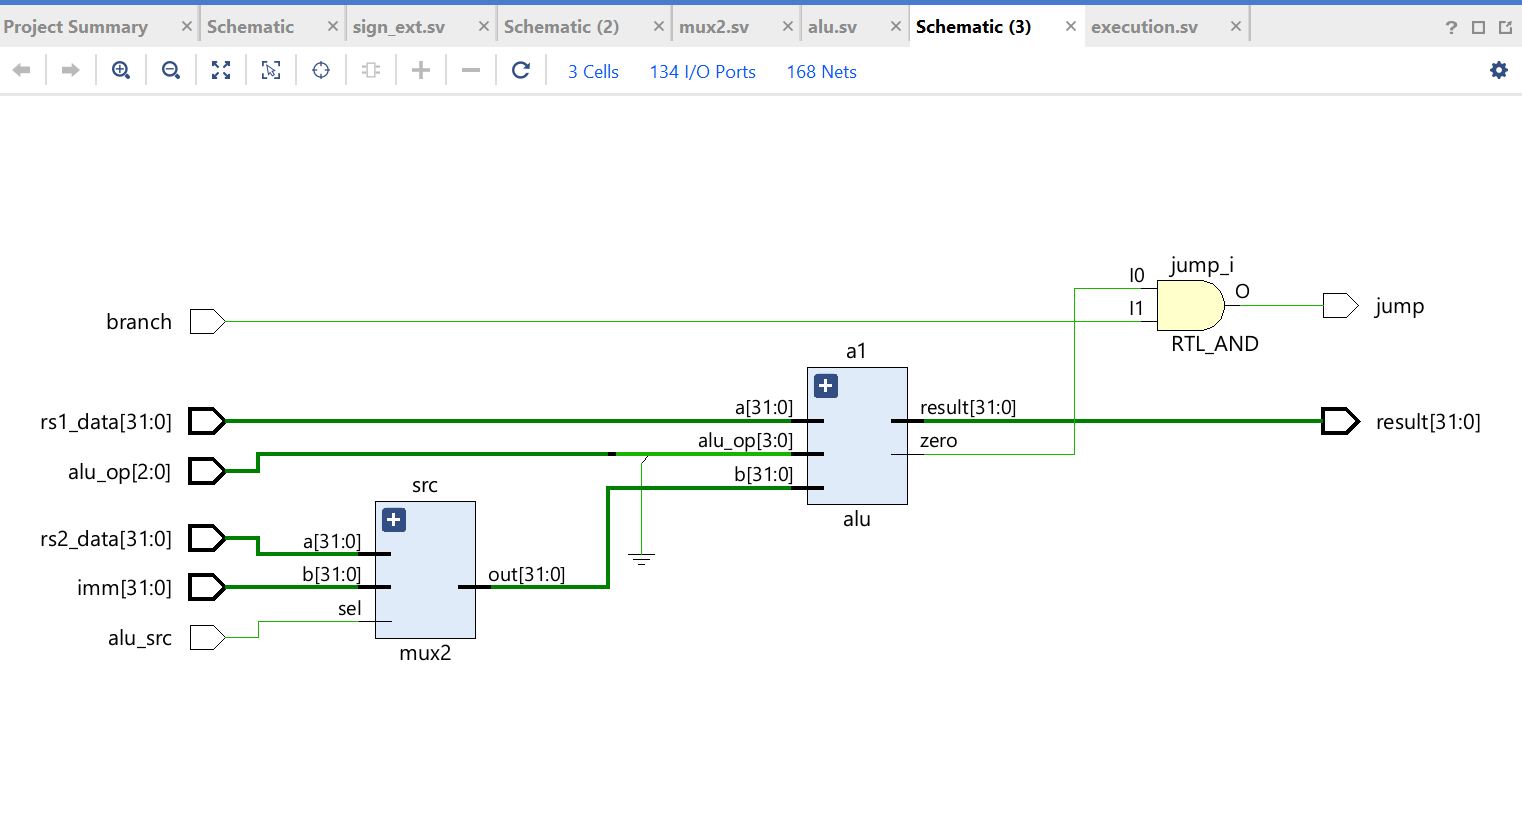 Project Summary × Schematic × sign_ext.sv × Schematic (2) × mux2.sv × alu.sv × Schematic (3) × execution.sv × ?
3 Cells 134 I/O Ports 168 Nets
jump_i
I0
O
I1
jump
branch
RTL_AND
a1
rs1_data[31:0]
a[31:0]
result[31:0]
result[31:0]
alu_op[3:0]
zero
alu_op[2:0]
b[31:0]
src
alu
rs2_data[31:0]
a[31:0]
imm[31:0]
b[31:0]
out[31:0]
sel
alu_src
mux2